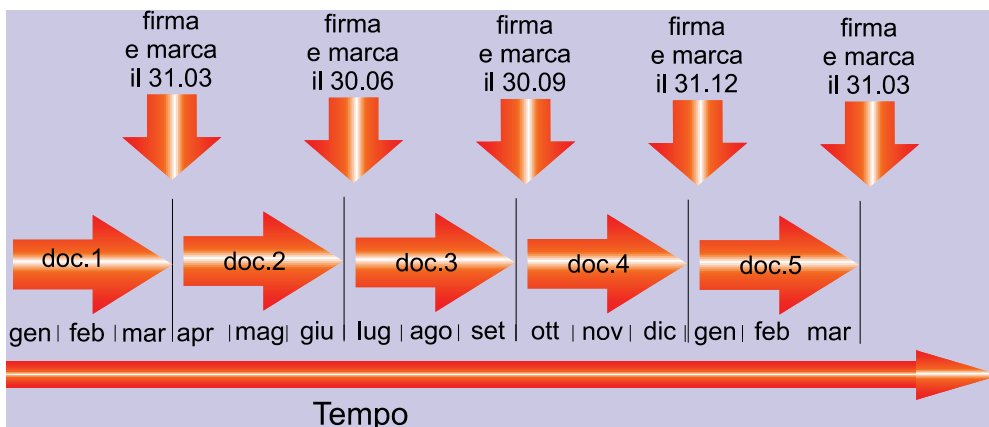 firma
e marca
il 31.03
firma
e marca
il 30.06
firma
e marca
il 30.09
firma
e marca
il 31.12
firma
e marca
il 31.03
doc.1
doc.2
doc.3
doc.4
doc.5
gen feb mar apr mag giu lug ago set ott nov dic gen feb mar
Tempo